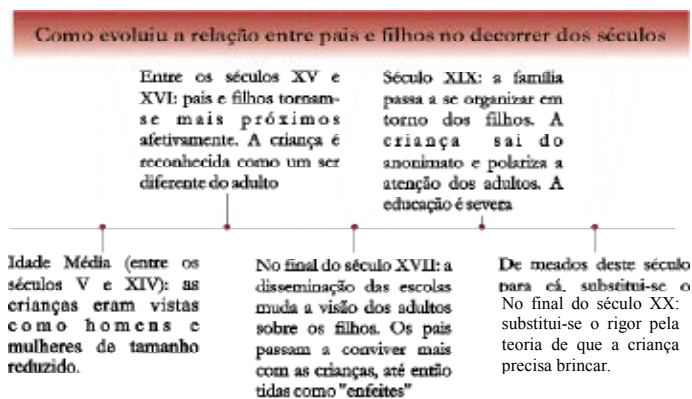 Como evoluiu a relação entre pais e filhos no decorrer dos séculos
Entre os séculos XV e
XVI: pais e filhos tornam-
se mais próximos
afetivamente. A criança é
reconhecida como um ser
diferente do adulto
Século XIX: a família
passa a se organizar em
torno dos filhos. A
criança sai do
anonimato e polariza a
atenção dos adultos. A
educação é severa
Idade Média (entre os
séculos V e XIV): as
crianças eram vistas
como homens e
mulheres de tamanho
reduzido.
No final do século XVII: a
disseminação das escolas
muda a visão dos adultos
sobre os filhos. Os pais
passam a conviver mais
com as crianças, até então
tidas como "enfeites"
De meados deste século
para cá, substitui-se o
No final do século XX:
substitui-se o rigor pela
teoria de que a criança
precisa brincar.